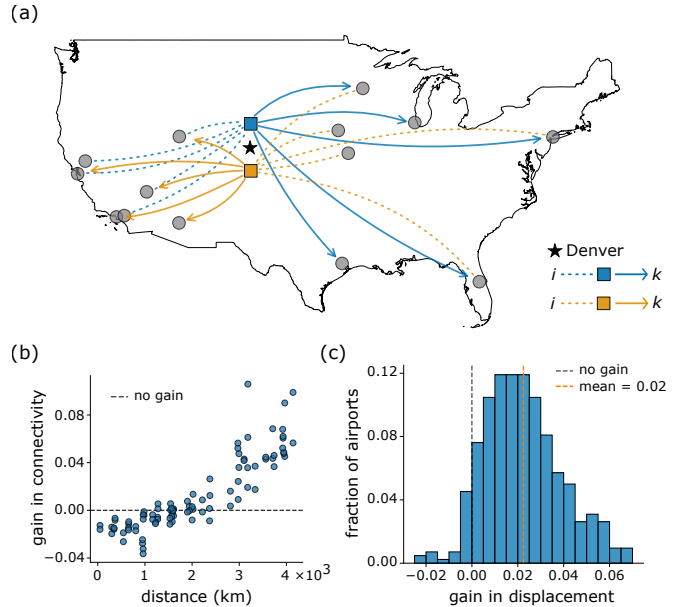 (a)
★ Denver
i k
i k
(b)
(c)
gain in connectivity
0.08
0.04
0.00
−0.04
no gain
0 1 2 3 4 ×10³
distance (km)
fraction of airports
0.12
0.08
0.04
0.00
no gain
mean = 0.02
−0.02 0.00 0.02 0.04 0.06
gain in displacement